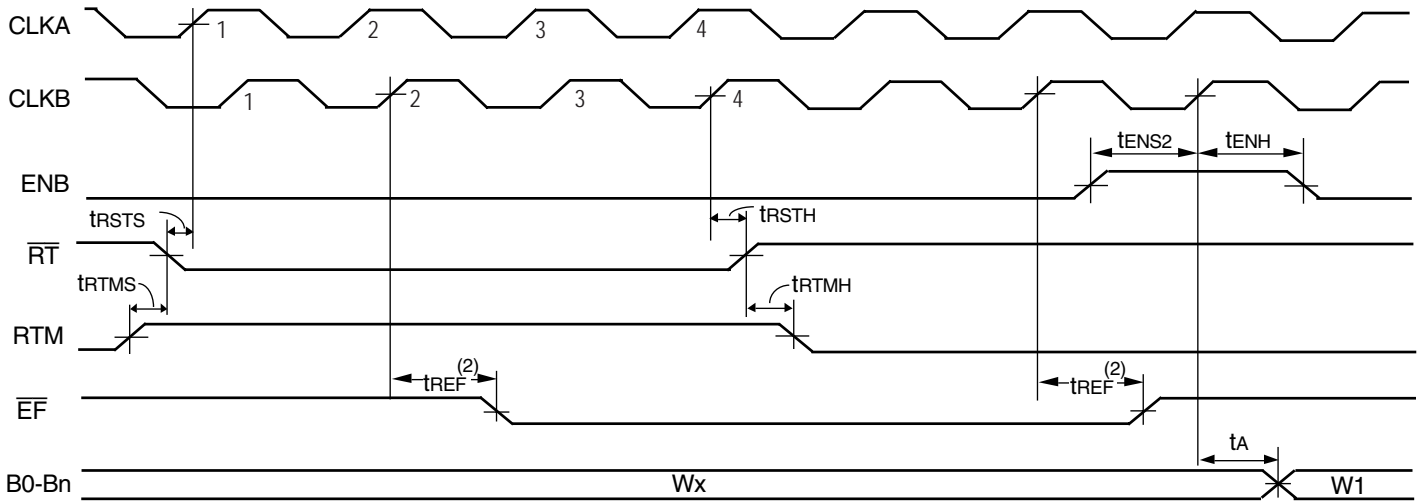 CLKA 1 2 3 4
CLKB 1 2 3 4
tENS2 tENH
ENB
tRSTS tRSTH
RT
tRTMS tRTMH
RTM
tREF(2) tREF(2)
EF
tA
B0-Bn Wx W1